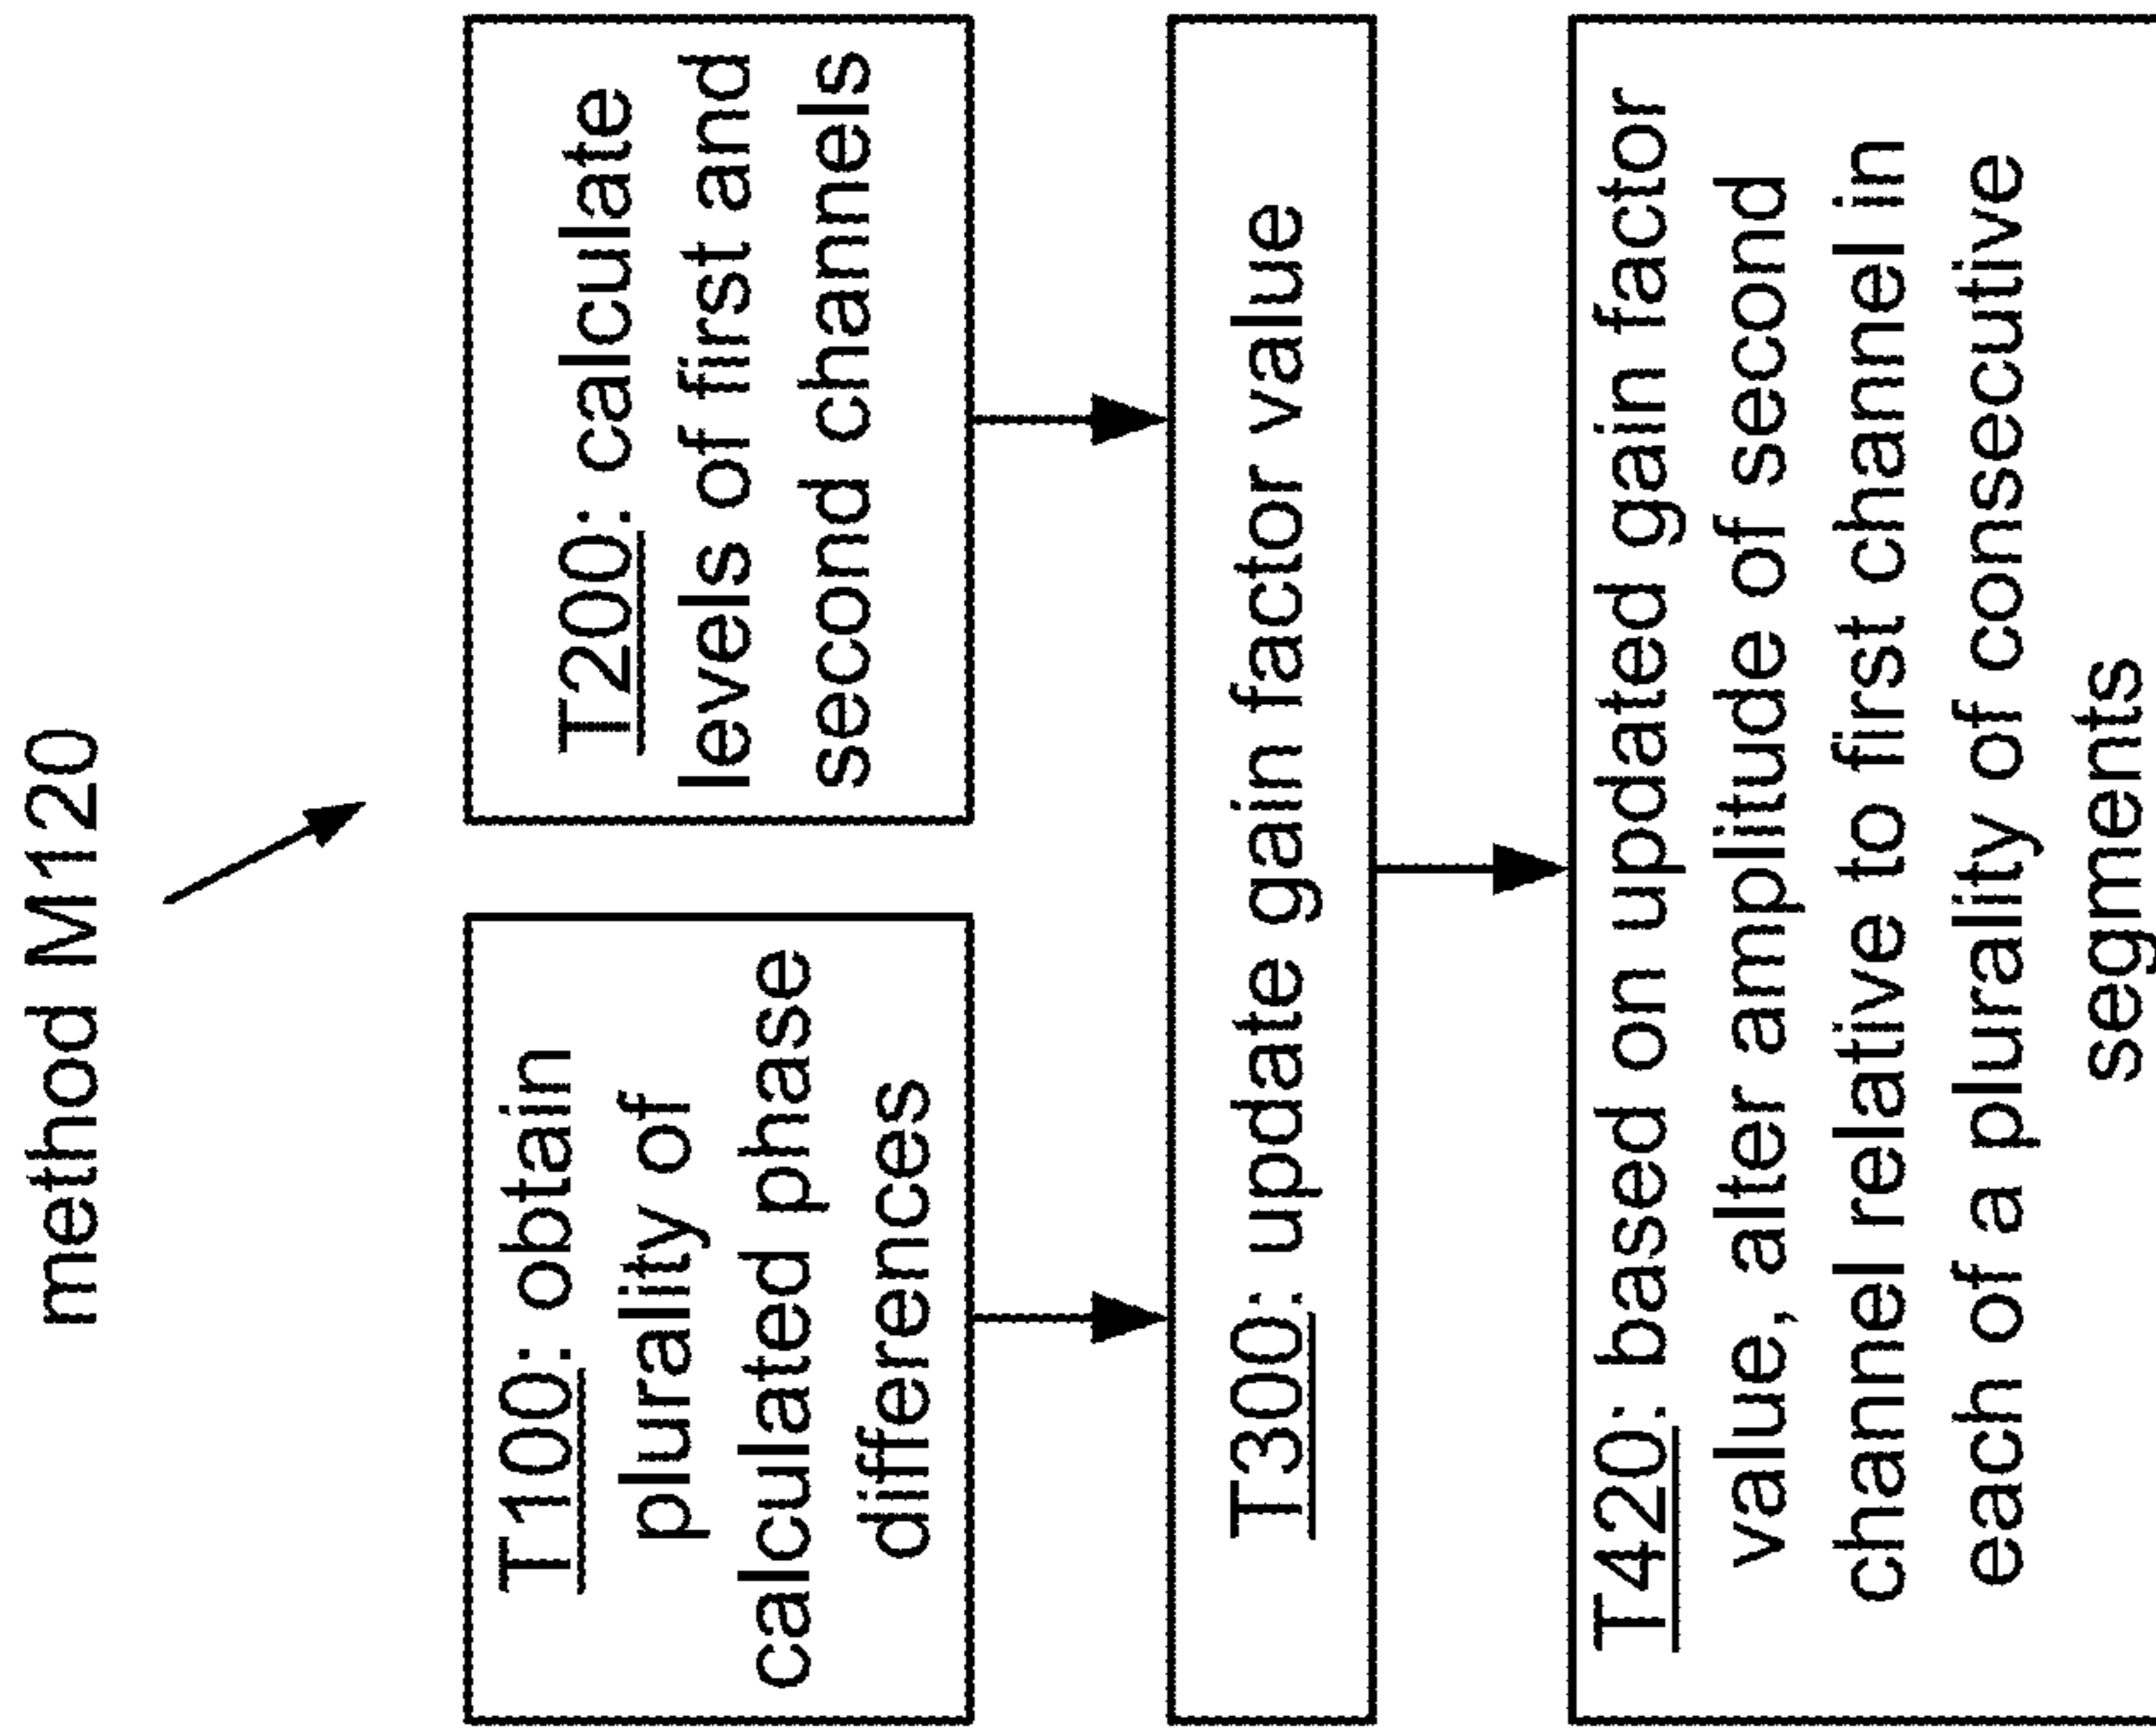 method M120
T100: obtain
plurality of
calculated phase
differences
T200: calculate
levels of first and
second channels
T300: update gain factor value
T420: based on updated gain factor
value, alter amplitude of second
channel relative to first channel in
each of a plurality of consecutive
segments